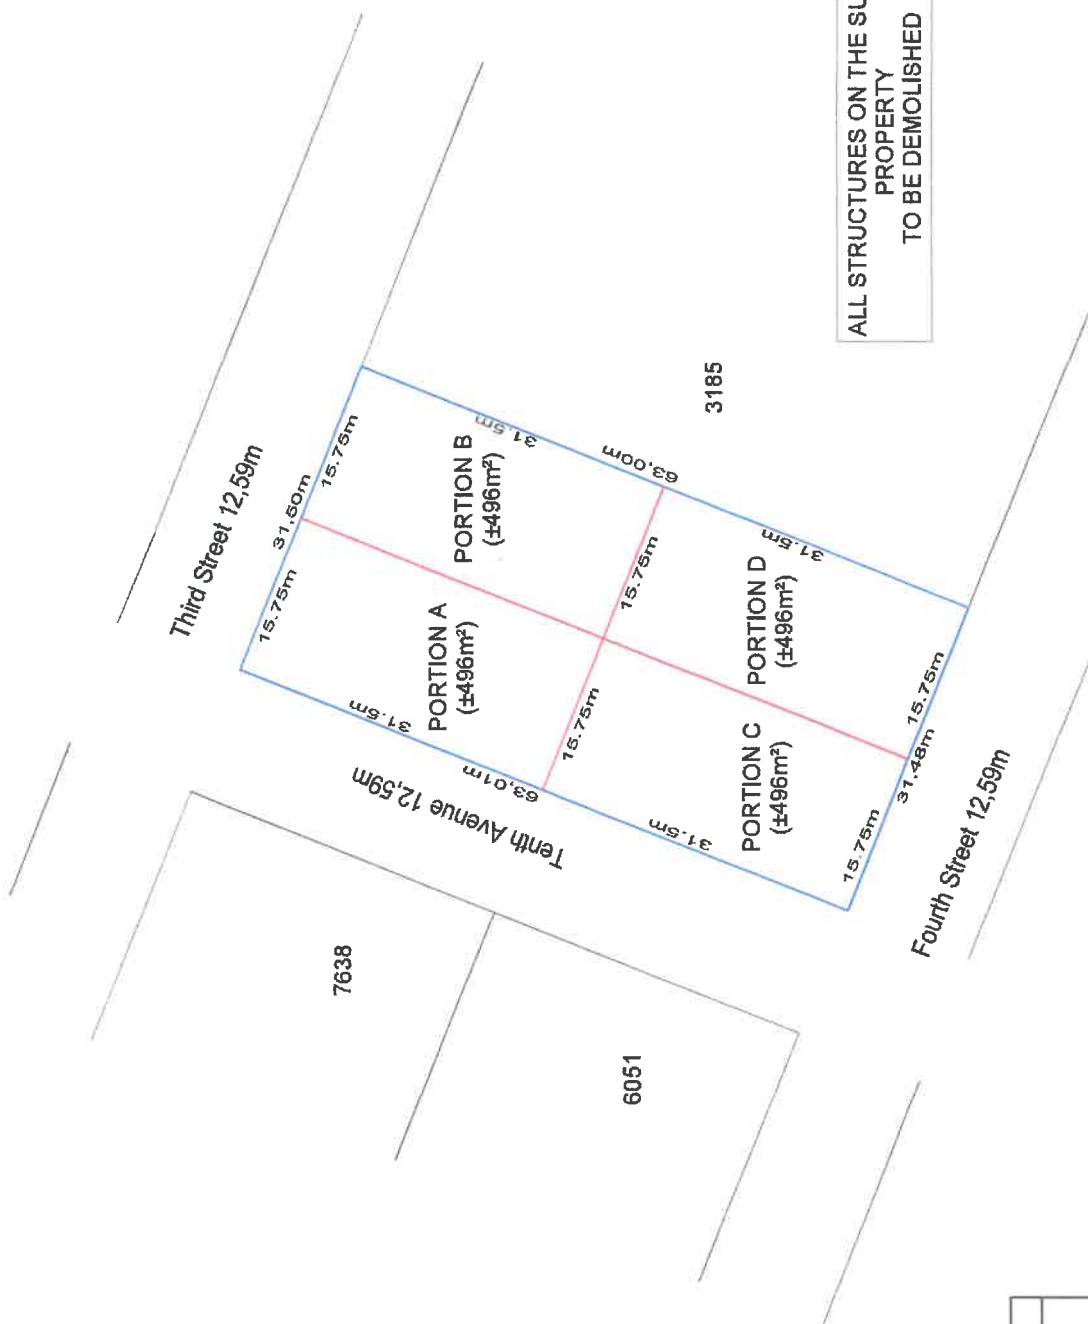 Third Street 12,59m
31,50m
15.75m
15.75m
PORTION A
(±496m²)
PORTION B
(±496m²)
31.5m
31.5m
63,01m
63,00m
Tenth Avenue 12,59m
15.75m
15.75m
PORTION C
(±496m²)
PORTION D
(±496m²)
31.5m
31.5m
15.75m
15.75m
31,48m
Fourth Street 12,59m
7638
6051
3185
ALL STRUCTURES ON THE
PROPERTY
TO BE DEMOLISHED